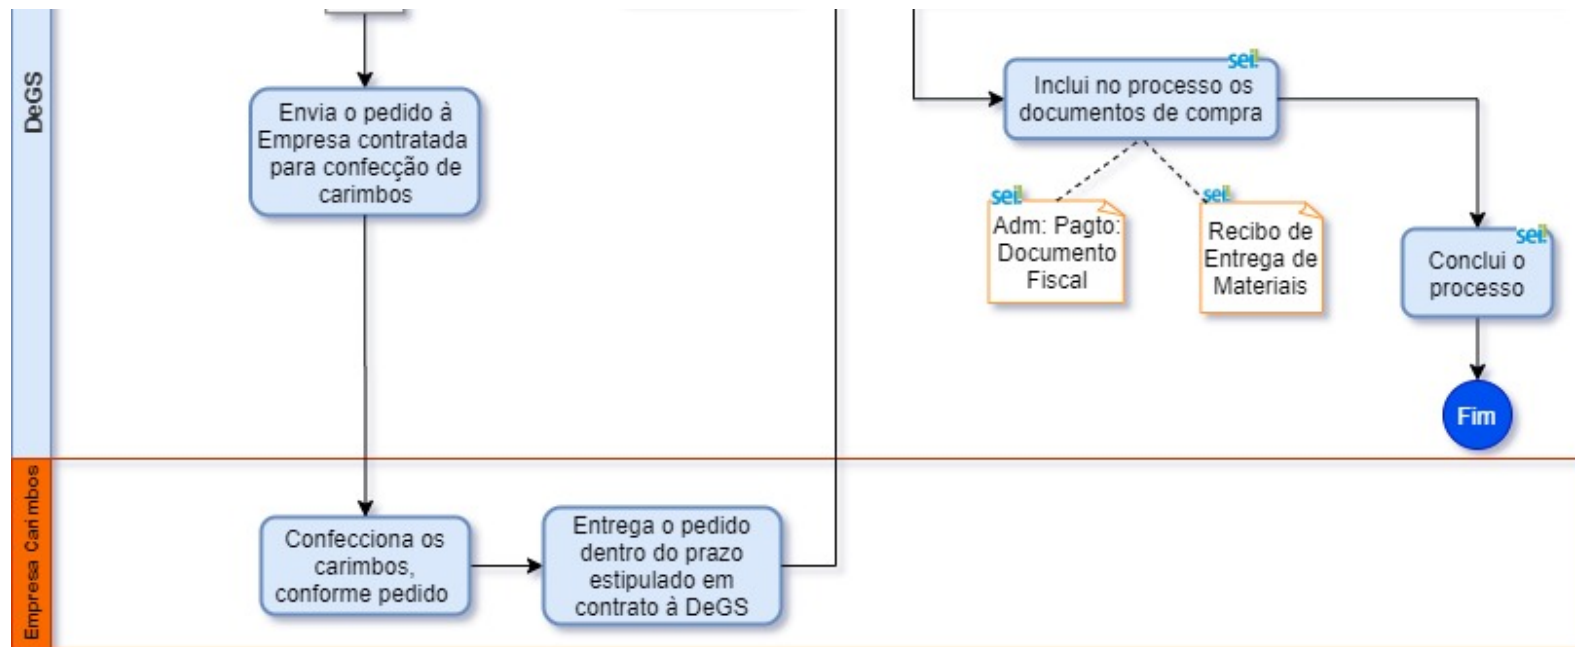 DeGS
Envia o pedido à
Empresa contratada
para confecção de
carimbos
sei!
Inclui no processo os
documentos de compra
sei!
Adm: Pagto:
Documento
Fiscal
sei!
Recibo de
Entrega de
Materiais
sei!
Conclui o
processo
Fim
Empresa Carimbos
Confecciona os
carimbos,
conforme pedido
Entrega o pedido
dentro do prazo
estipulado em
contrato à DeGS